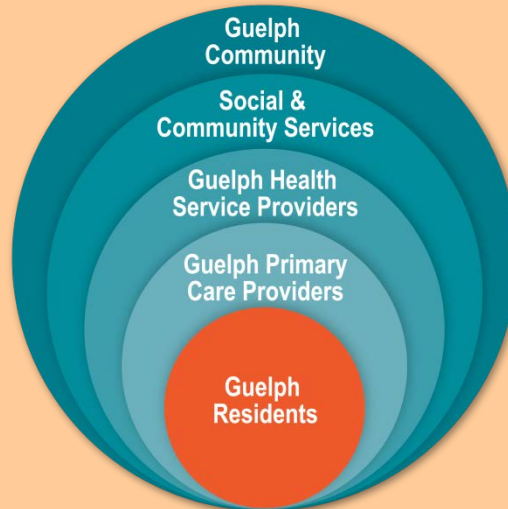 Guelph
Community
Social &
Community Services
Guelph Health
Service Providers
Guelph Primary
Care Providers
Guelph
Residents